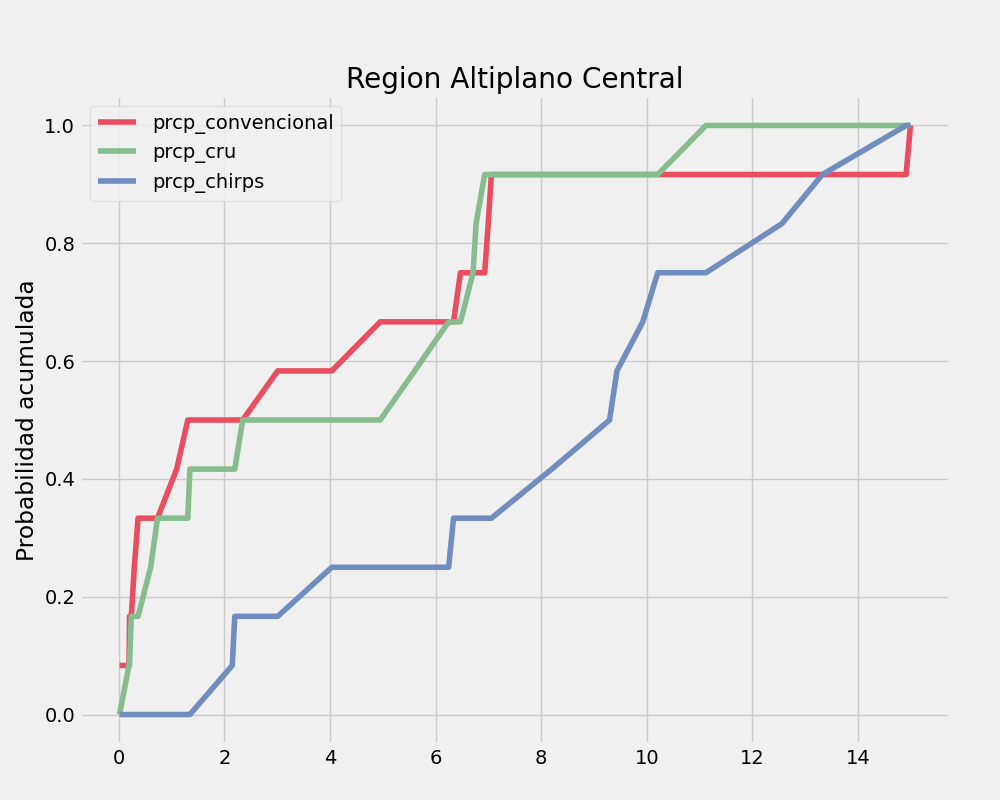 Region Altiplano Central
prcp_convencional
prcp_cru
prcp_chirps
Probabilidad acumulada
1.0
0.8
0.6
0.4
0.2
0.0
0 2 4 6 8 10 12 14